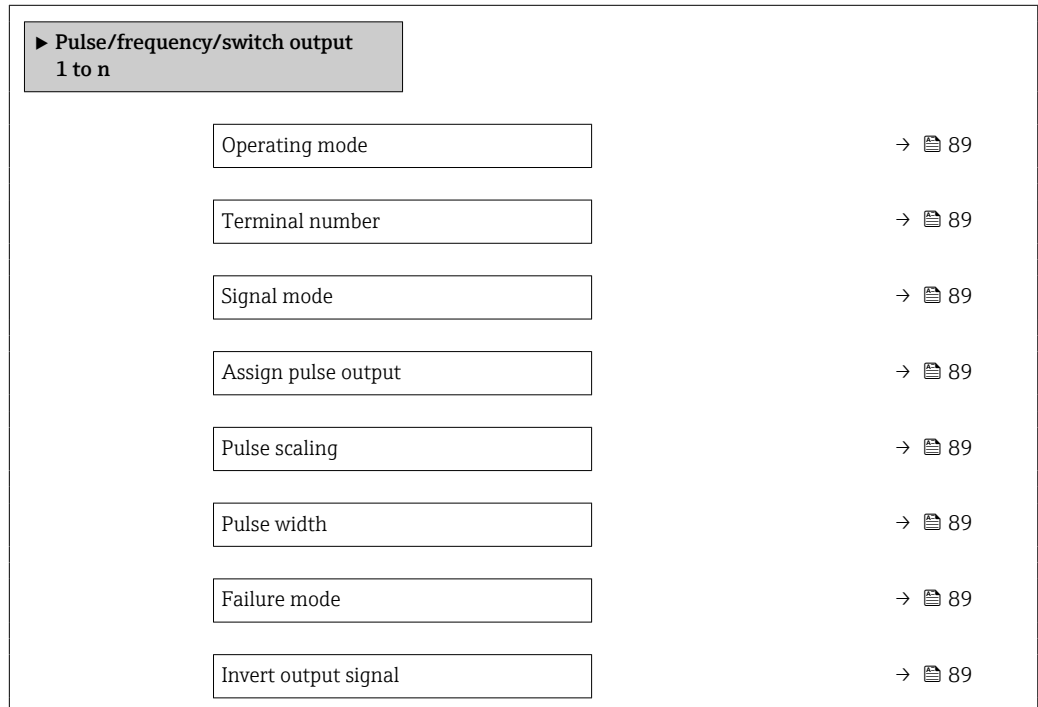 ▶ Pulse/frequency/switch output
1 to n
Operating mode → 89
Terminal number → 89
Signal mode → 89
Assign pulse output → 89
Pulse scaling → 89
Pulse width → 89
Failure mode → 89
Invert output signal → 89